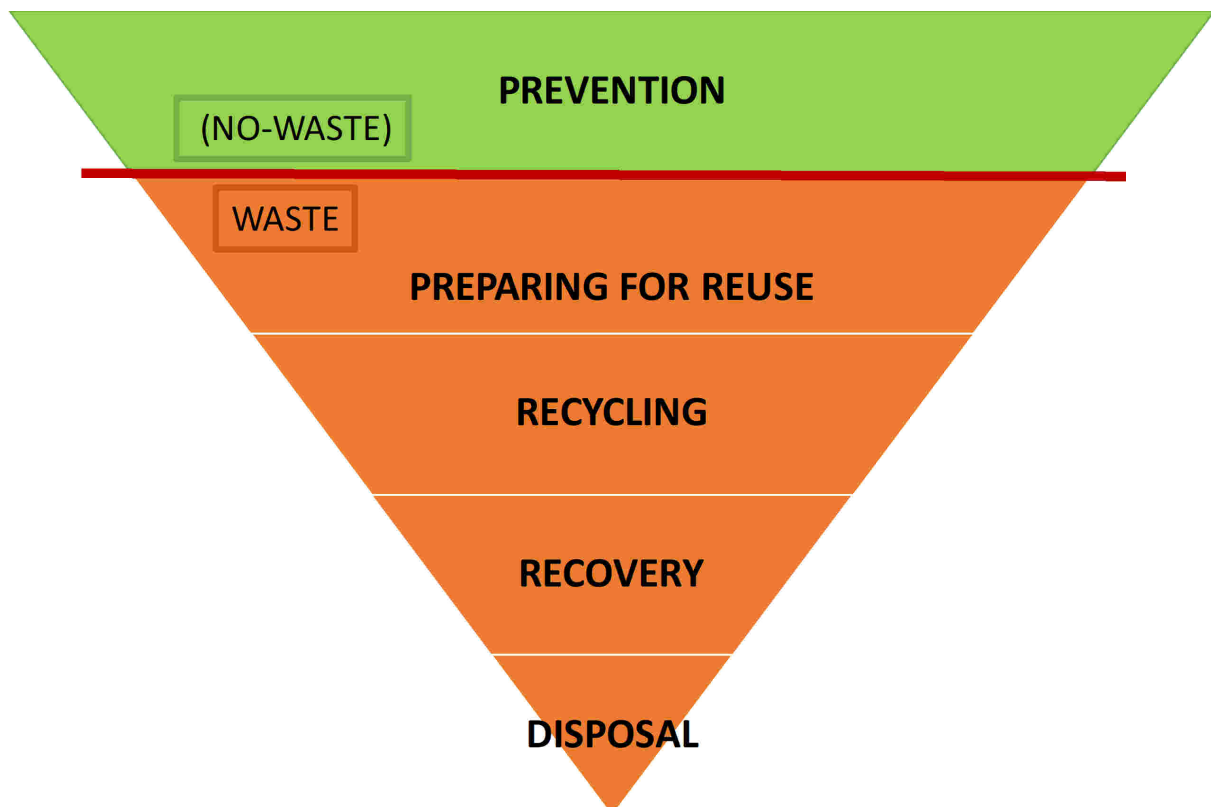 PREVENTION
(NO-WASTE)
WASTE
PREPARING FOR REUSE
RECYCLING
RECOVERY
DISPOSAL